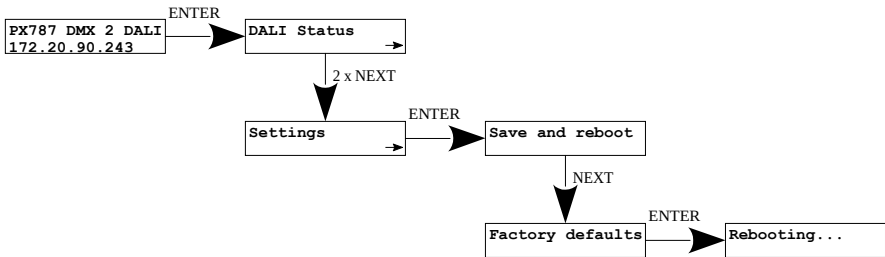 ENTER
PX787 DMX 2 DALI
172.20.90.243
DALI Status
2 x NEXT
ENTER
Settings
Save and reboot
NEXT
ENTER
Factory defaults
Rebooting...